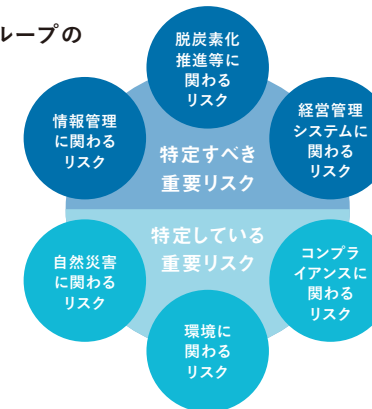 ループの
脱炭素化
推進等に
関わる
リスク
情報管理
に関わる
リスク
経営管理
システムに
関わる
リスク
特定すべき
重要リスク
特定している
重要リスク
自然災害
に関わる
リスク
コンプラ
イアンスに
関わる
リスク
環境に
関わる
リスク